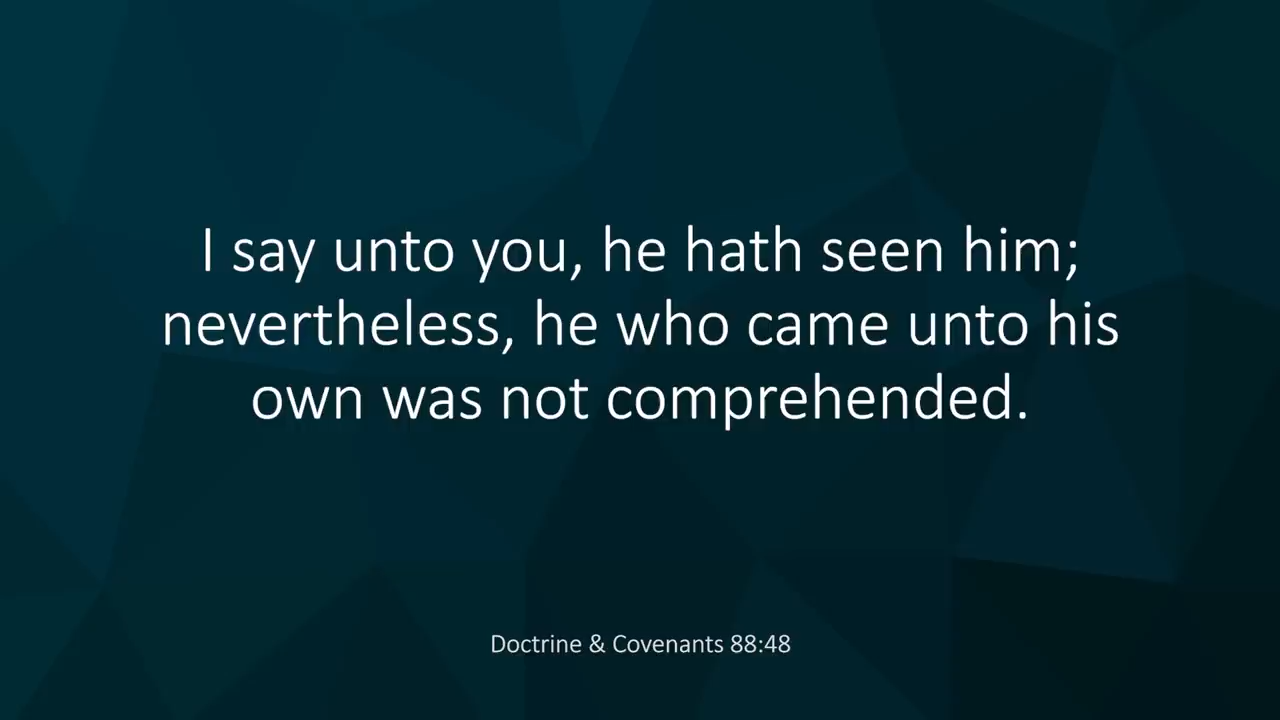 I say unto you, he hath seen him;
nevertheless, he who came unto his
own was not comprehended.
Doctrine & Covenants 88:48